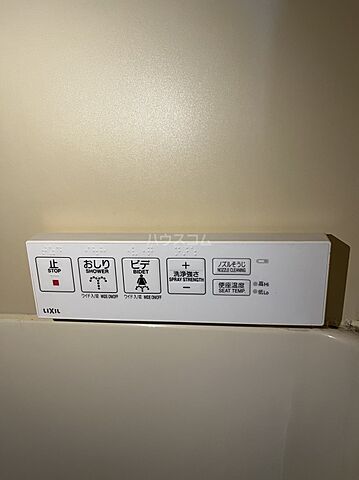 ハウスコム
止
STOP
おしり
SHOWER
ワイド入/切 WIDE ON/OFF
ビデ
BIDET
ワイド入/切 WIDE ON/OFF
+
洗浄強さ
SPRAY STRENGTH
−
ノズルそうじ
NOZZLE CLEANING
便座温度
SEAT TEMP.
高Hi
低Lo
LIXIL